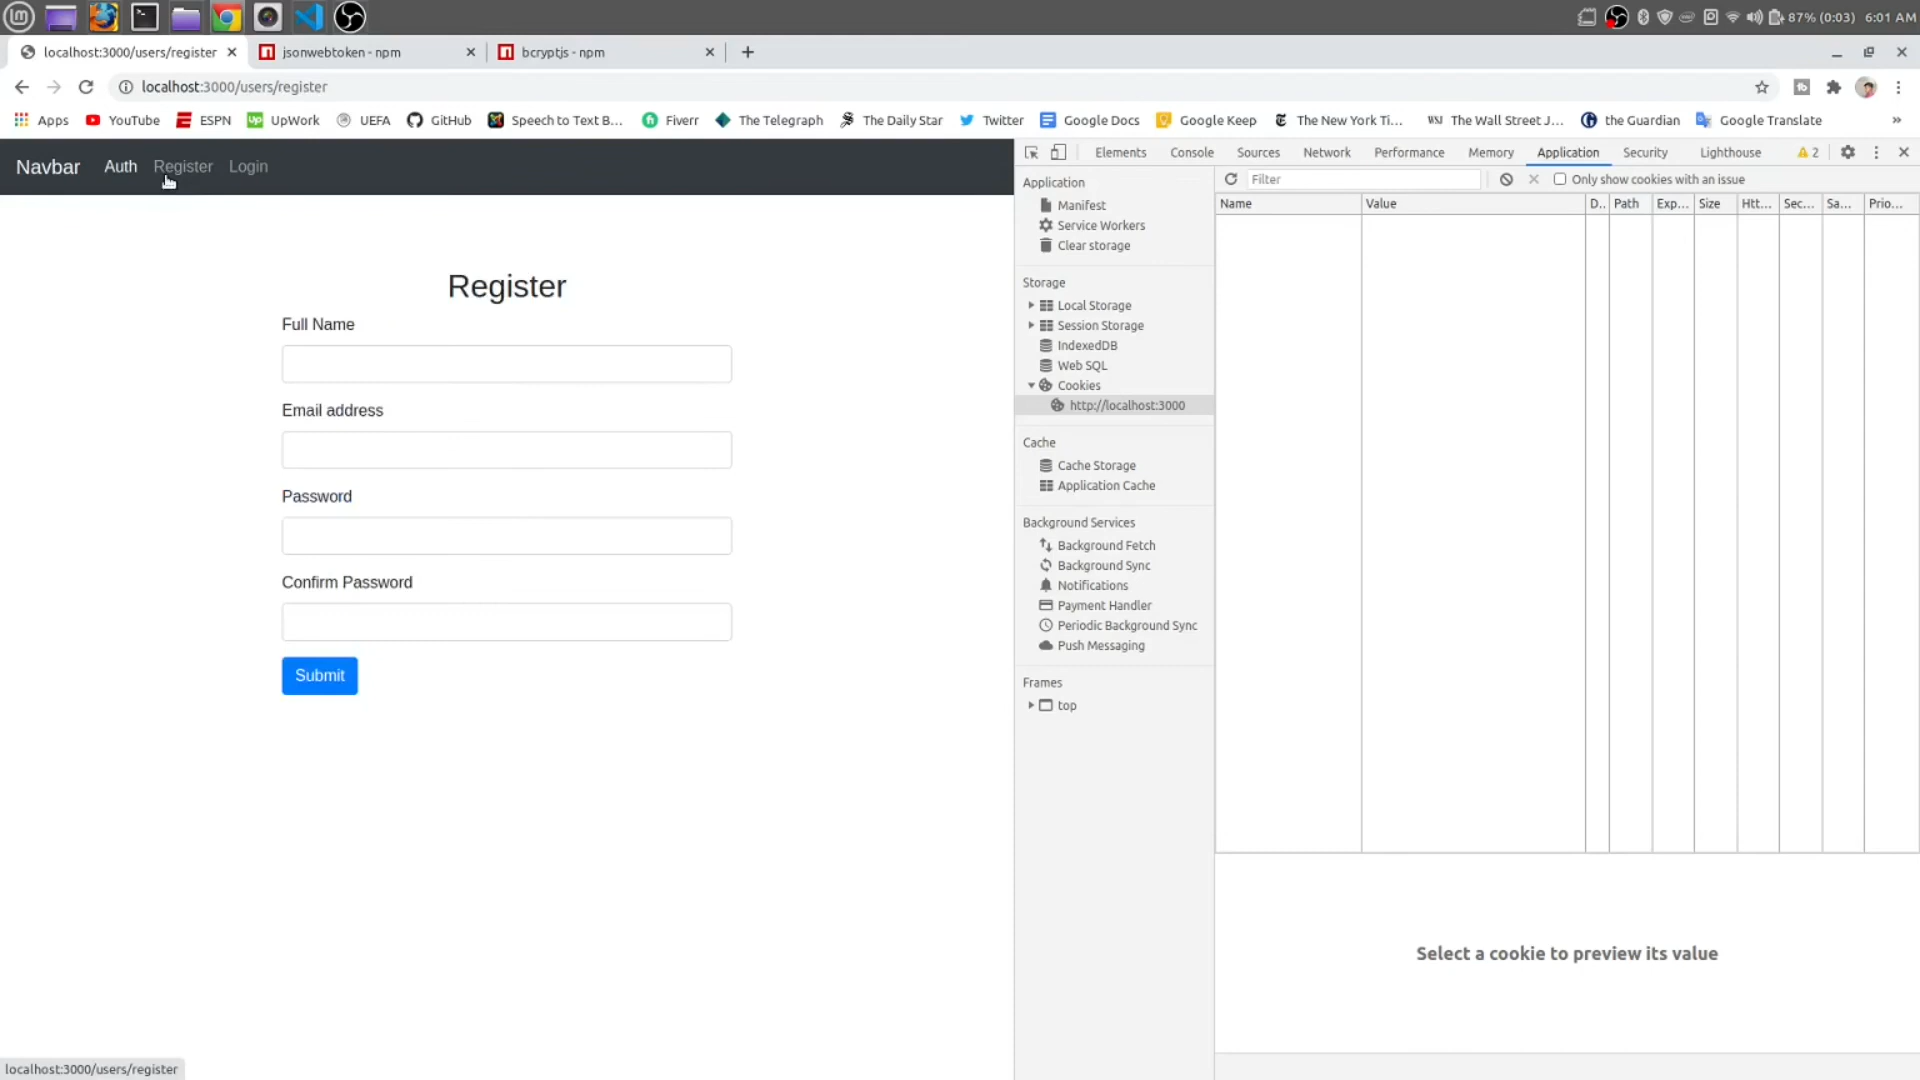 87% (0:03) 6:01 AM
localhost:3000/users/register
jsonwebtoken - npm
bcryptjs - npm
localhost:3000/users/register
Apps YouTube ESPN UpWork UEFA GitHub Speech to Text B... Fiverr The Telegraph The Daily Star Twitter Google Docs Google Keep The New York Ti... WSJ The Wall Street J... the Guardian Google Translate »
Navbar Auth Register Login
Register
Full Name
Email address
Password
Confirm Password
Submit
localhost:3000/users/register
Elements Console Sources Network Performance Memory Application Security Lighthouse 2
Application
Manifest
Service Workers
Clear storage
Storage
Local Storage
Session Storage
IndexedDB
Web SQL
Cookies
http://localhost:3000
Cache
Cache Storage
Application Cache
Background Services
Background Fetch
Background Sync
Notifications
Payment Handler
Periodic Background Sync
Push Messaging
Frames
top
Filter
Only show cookies with an issue
Name Value D.. Path Exp... Size Htt... Sec... Sa... Prio...
Select a cookie to preview its value